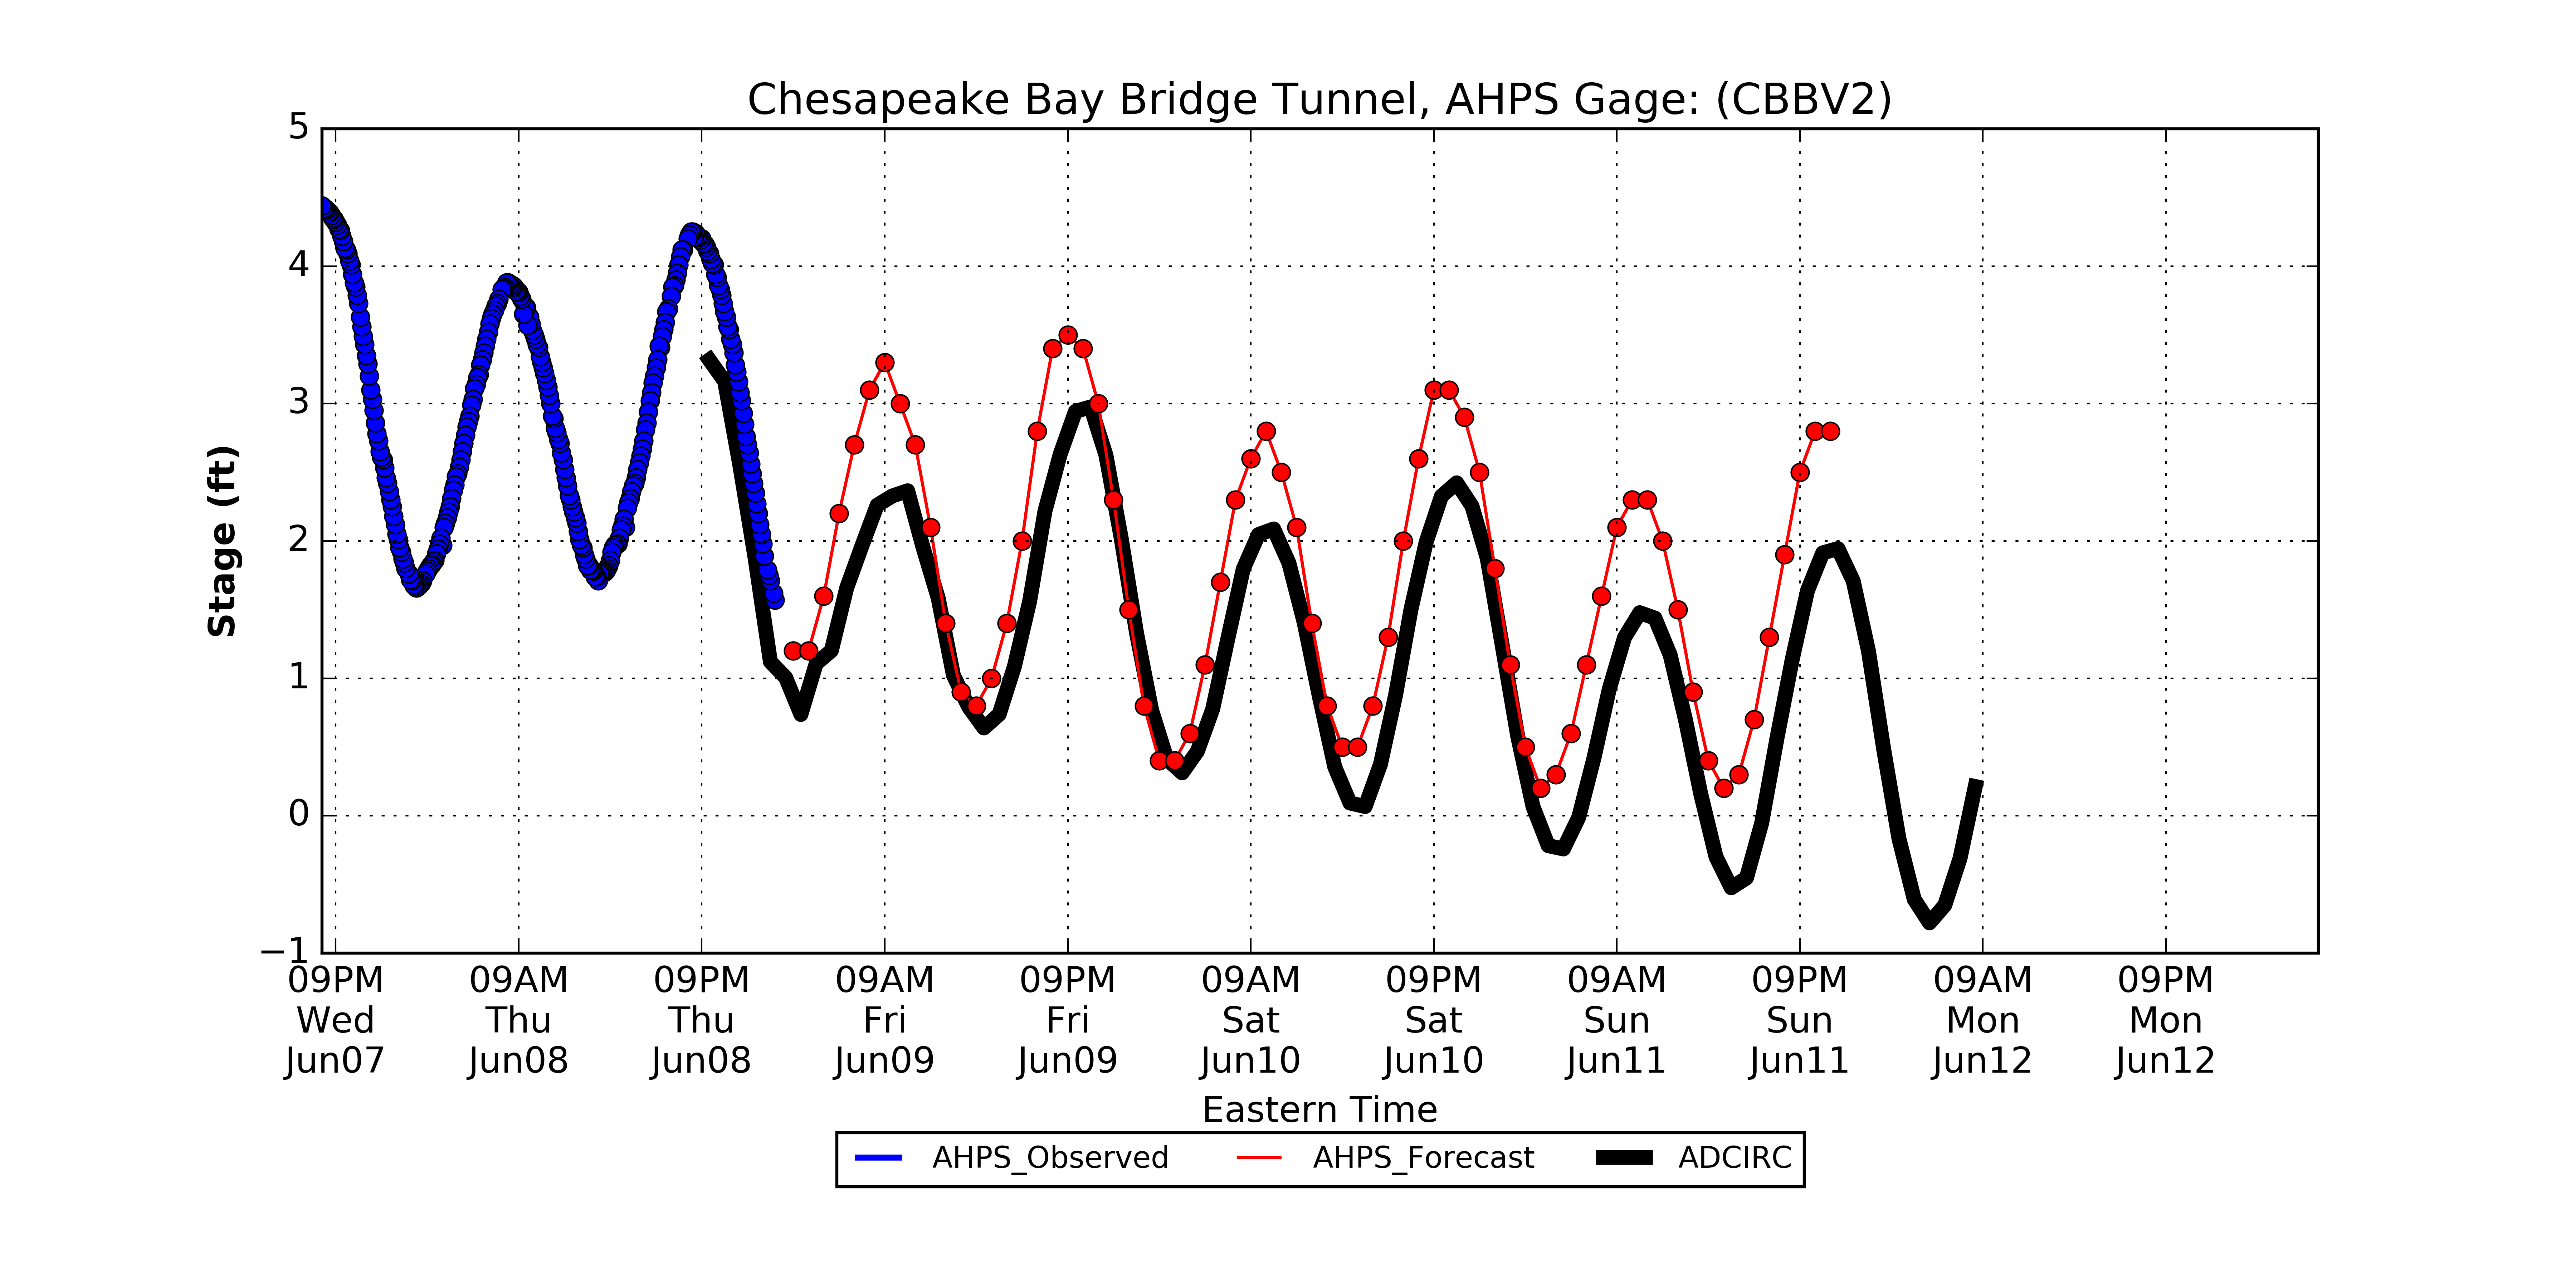 Chesapeake Bay Bridge Tunnel, AHPS Gage: (CBBV2)
5
4
3
2
1
0
−1
Stage (ft)
09PM 09AM 09PM 09AM 09PM 09AM 09PM 09AM 09PM 09AM 09PM
Wed Thu Thu Fri Fri Sat Sat Sun Sun Mon Mon
Jun07 Jun08 Jun08 Jun09 Jun09 Jun10 Jun10 Jun11 Jun11 Jun12 Jun12
Eastern Time
AHPS_Observed AHPS_Forecast ADCIRC